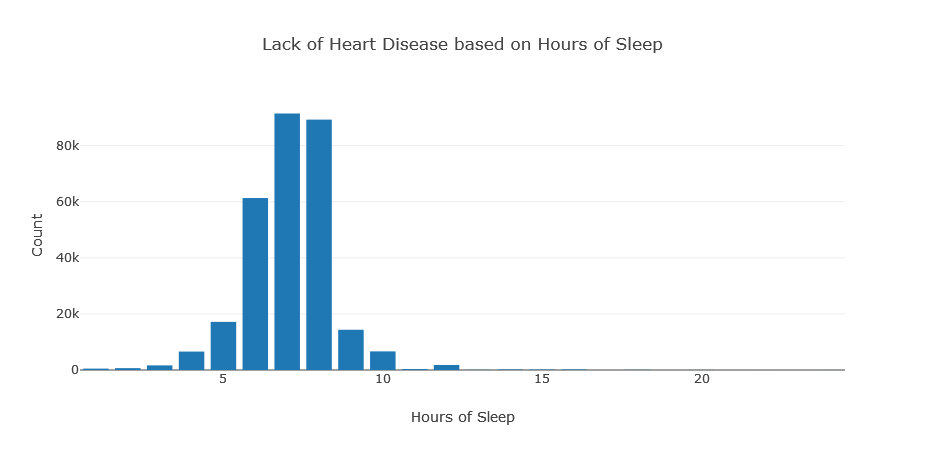 Lack of Heart Disease based on Hours of Sleep
80k
60k
40k
20k
0
Count
5 10 15 20
Hours of Sleep